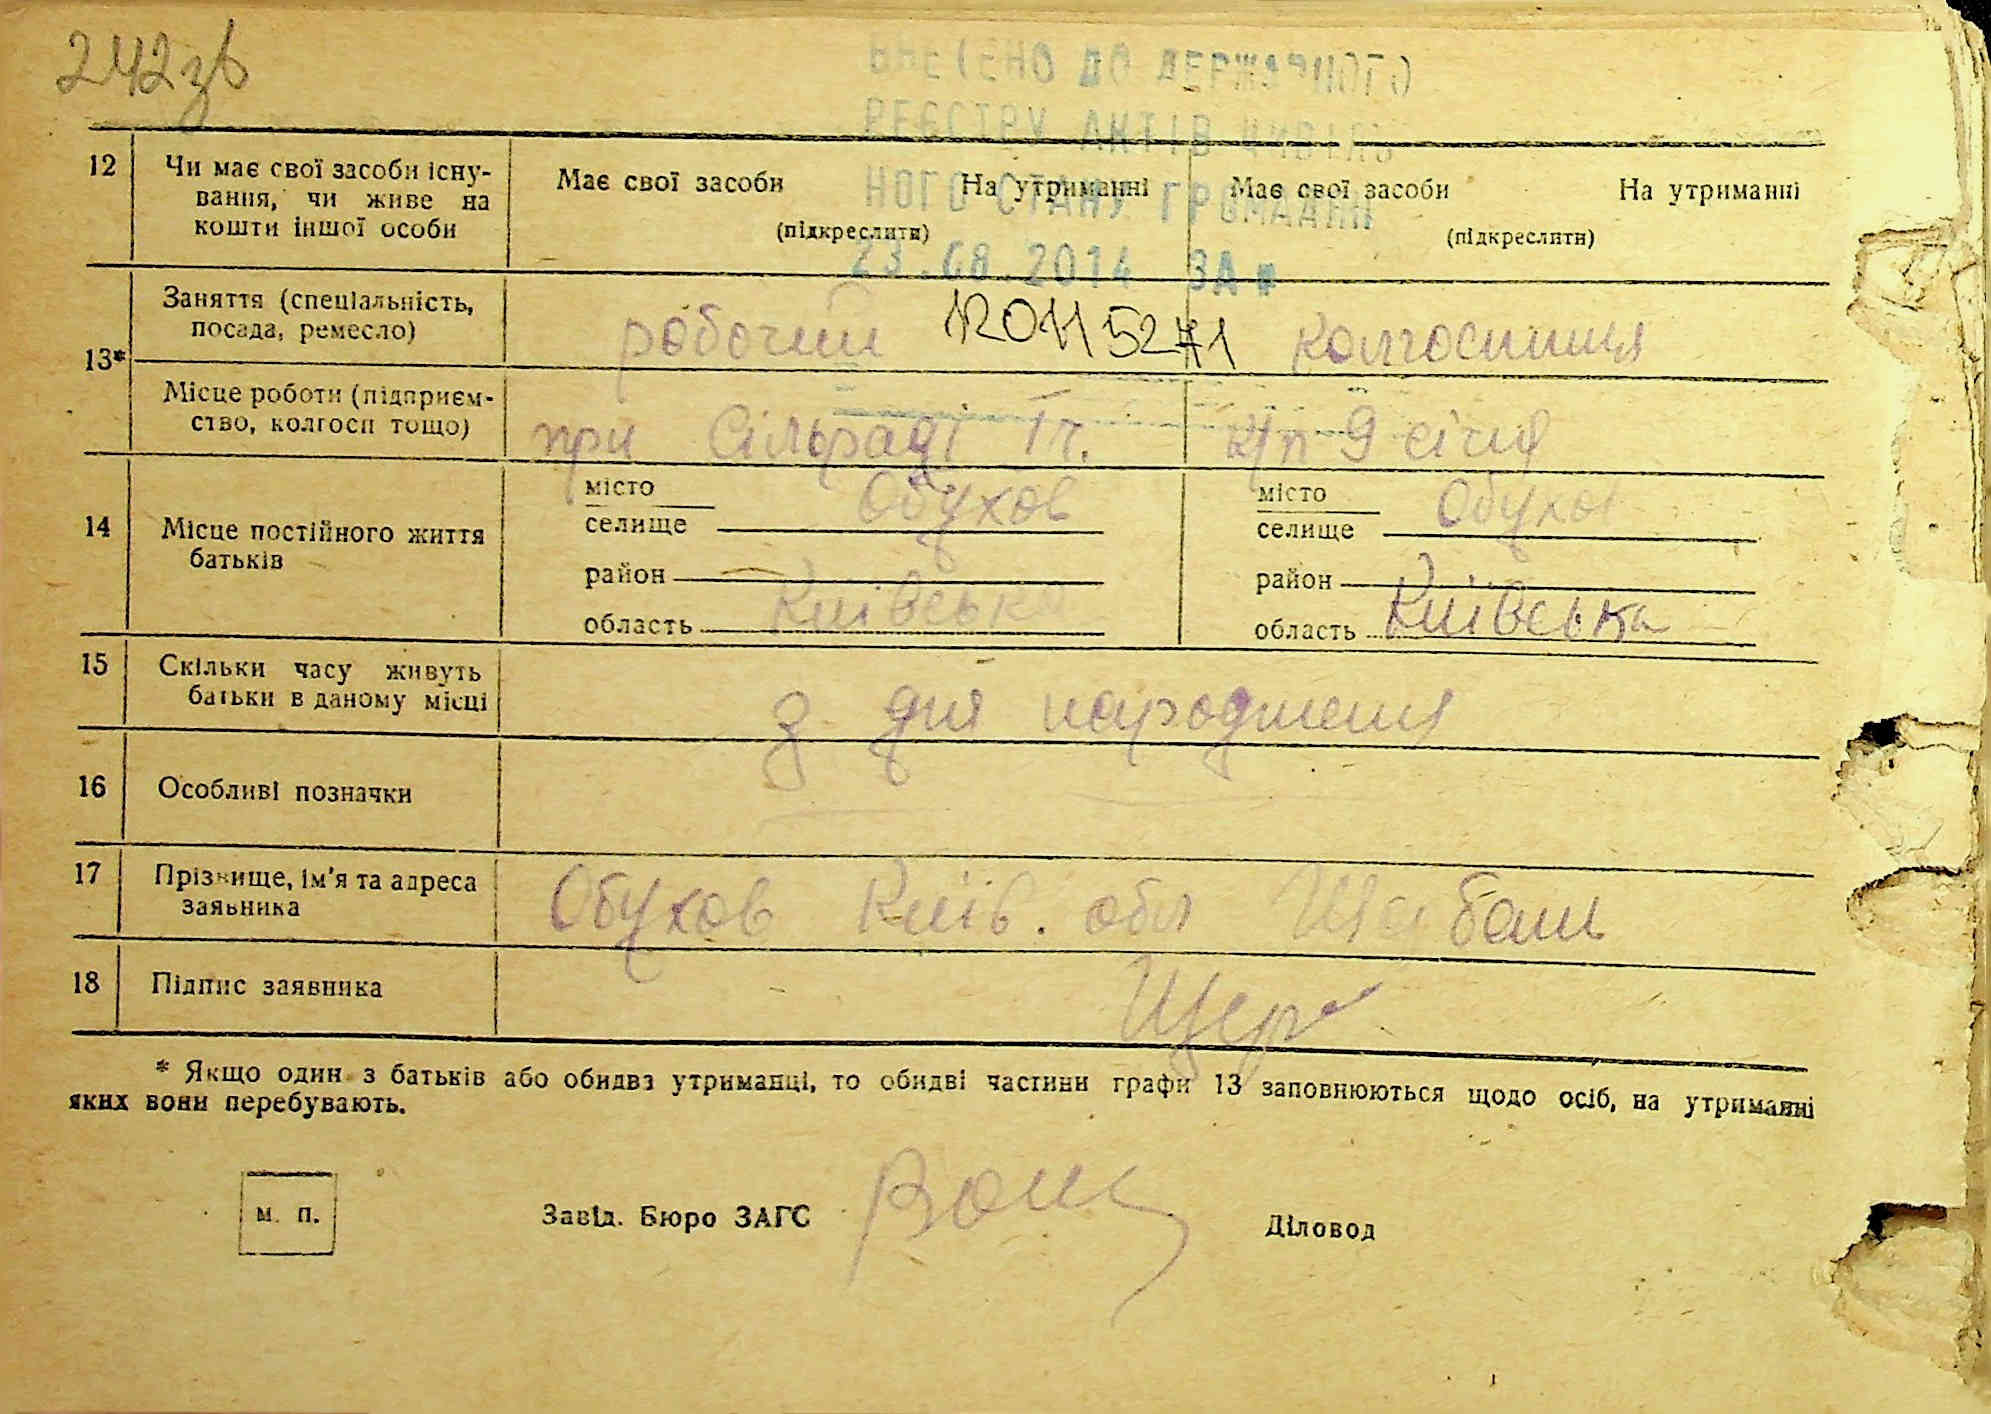 242зв
ВНЕСЕНО ДО ДЕРЖАВНОГО
РЕЄСТРУ АКТІВ ЦИВІЛЬ
НОГО СТАНУ ГРОМАДЯН
23.08.2014 ЗА №
12 Чи має свої засоби існу-
вання, чи живе на
кошти іншої особи
Має свої засоби На утриманні
(підкреслити)
Має свої засоби На утриманні
(підкреслити)
13*
Заняття (спеціальність,
посада, ремесло)
робочий
колгоспниця
Місце роботи (підприєм-
ство, колгосп тощо)
при Сільраді
к/п 9 січня
14 Місце постійного життя
батьків
місто
селище Обухов
район
область Київська
місто
селище Обухо
район
область Київська
15 Скільки часу живуть
батьки в даному місці
з дня народження
16 Особливі позначки
17 Прізвище, ім'я та адреса
заявника
Обухов Київ. обл
18 Підпис заявника
* Якщо один з батьків або обидва утриманці, то обидві частини графи 13 заповнюються щодо осіб, на утриманні
яких вони перебувають.
м. п.
Завід. Бюро ЗАГС
Діловод